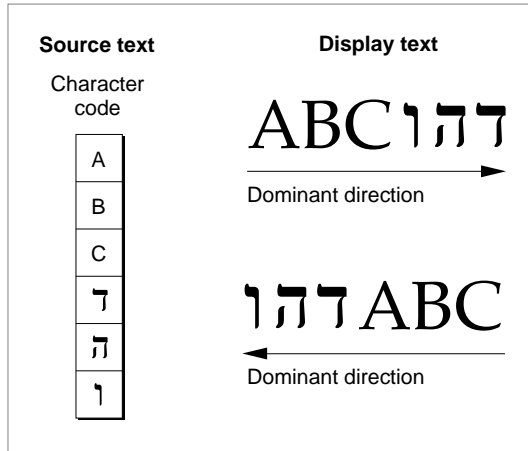 Source text
Character
code
A
B
C
ד
ה
ו
Display text
ABCדהו
Dominant direction
ABCדהו
Dominant direction